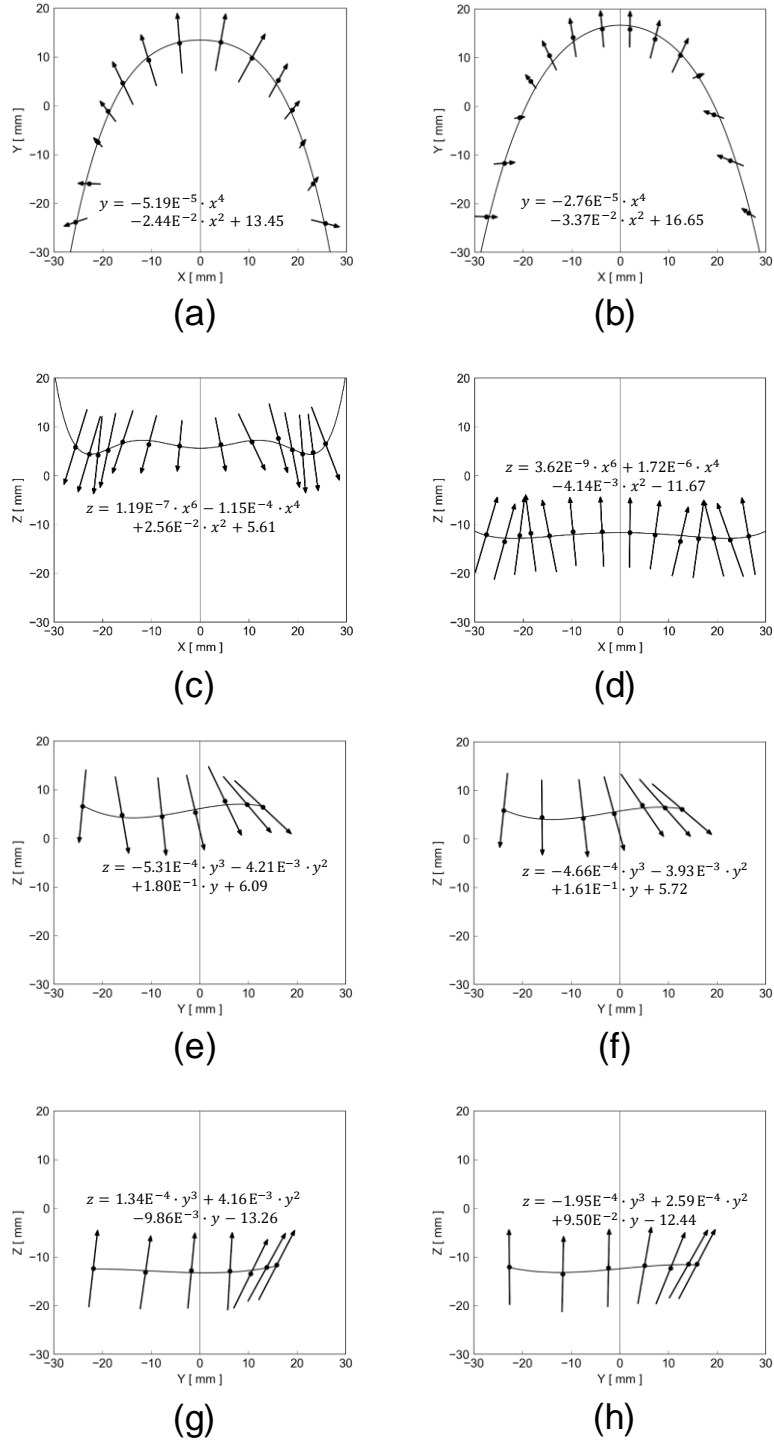 20
10
0
−10
−20
−30
Y [ mm ]
y = −5.19E⁻⁵ · x⁴
−2.44E⁻² · x² + 13.45
−30 −20 −10 0 10 20 30
X [ mm ]
(a)
20
10
0
−10
−20
−30
Y [ mm ]
y = −2.76E⁻⁵ · x⁴
−3.37E⁻² · x² + 16.65
−30 −20 −10 0 10 20 30
X [ mm ]
(b)
20
10
0
−10
−20
−30
Z [ mm ]
z = 1.19E⁻⁷ · x⁶ − 1.15E⁻⁴ · x⁴
+2.56E⁻² · x² + 5.61
−30 −20 −10 0 10 20 30
X [ mm ]
(c)
20
10
0
−10
−20
−30
Z [ mm ]
z = 3.62E⁻⁹ · x⁶ + 1.72E⁻⁶ · x⁴
−4.14E⁻³ · x² − 11.67
−30 −20 −10 0 10 20 30
X [ mm ]
(d)
20
10
0
−10
−20
−30
Z [ mm ]
z = −5.31E⁻⁴ · y³ − 4.21E⁻³ · y²
+1.80E⁻¹ · y + 6.09
−30 −20 −10 0 10 20 30
Y [ mm ]
(e)
20
10
0
−10
−20
−30
Z [ mm ]
z = −4.66E⁻⁴ · y³ − 3.93E⁻³ · y²
+1.61E⁻¹ · y + 5.72
−30 −20 −10 0 10 20 30
Y [ mm ]
(f)
20
10
0
−10
−20
−30
Z [ mm ]
z = 1.34E⁻⁴ · y³ + 4.16E⁻³ · y²
−9.86E⁻³ · y − 13.26
−30 −20 −10 0 10 20 30
Y [ mm ]
(g)
20
10
0
−10
−20
−30
Z [ mm ]
z = −1.95E⁻⁴ · y³ + 2.59E⁻⁴ · y²
+9.50E⁻² · y − 12.44
−30 −20 −10 0 10 20 30
Y [ mm ]
(h)